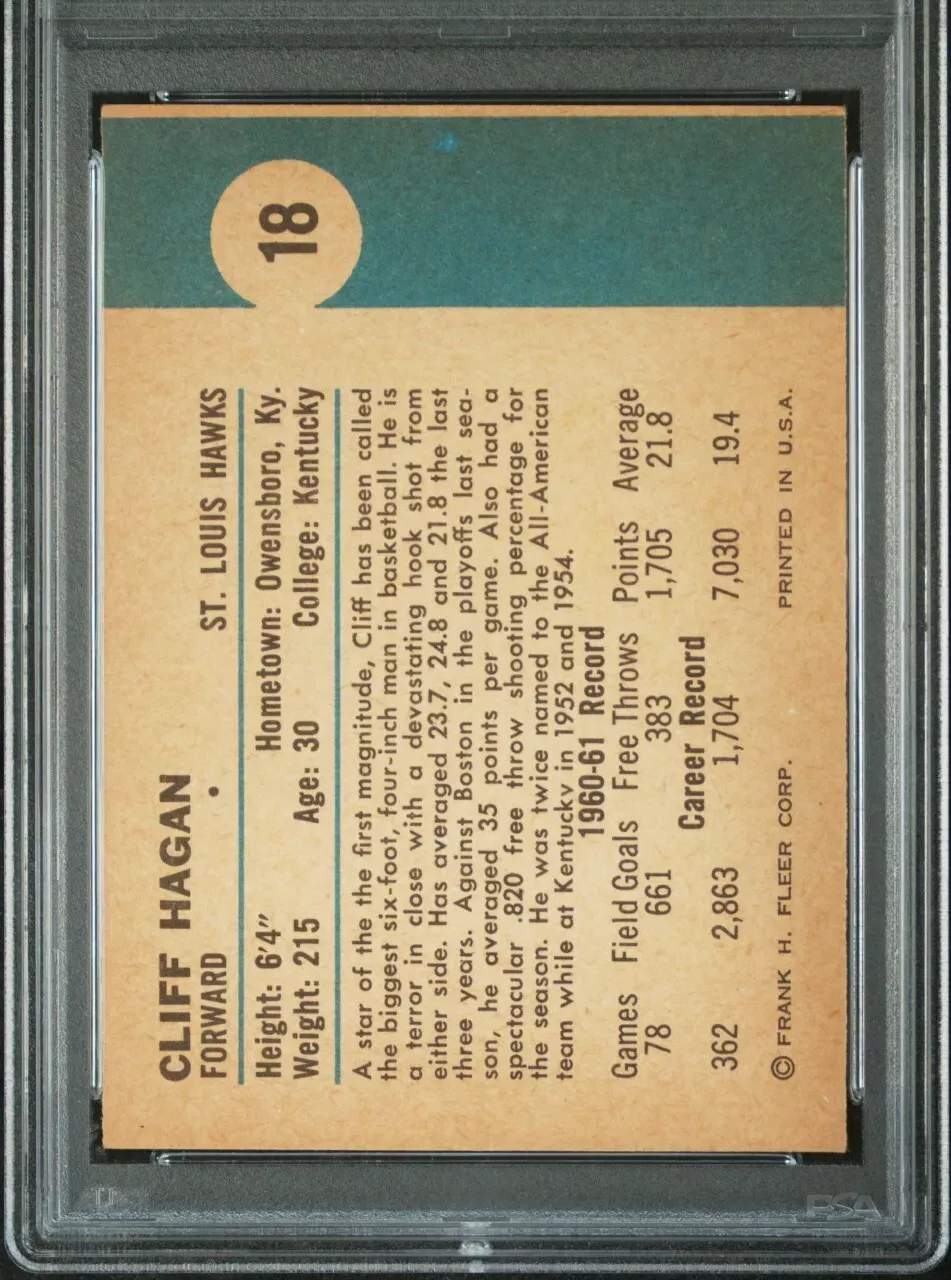 18
CLIFF HAGAN
FORWARD • ST. LOUIS HAWKS
Height: 6'4" Hometown: Owensboro, Ky.
Weight: 215 Age: 30 College: Kentucky
A star of the the first magnitude, Cliff has been called
the biggest six-foot, four-inch man in basketball. He is
a terror in close with a devastating hook shot from
either side. Has averaged 23.7, 24.8 and 21.8 the last
three years. Against Boston in the playoffs last sea-
son, he averaged 35 points per game. Also had a
spectacular .820 free throw shooting percentage for
the season. He was twice named to the All-American
team while at Kentucky in 1952 and 1954.
1960-61 Record
Games Field Goals Free Throws Points Average
78 661 383 1,705 21.8
Career Record
362 2,863 1,704 7,030 19.4
© FRANK H. FLEER CORP. PRINTED IN U.S.A.
PSA